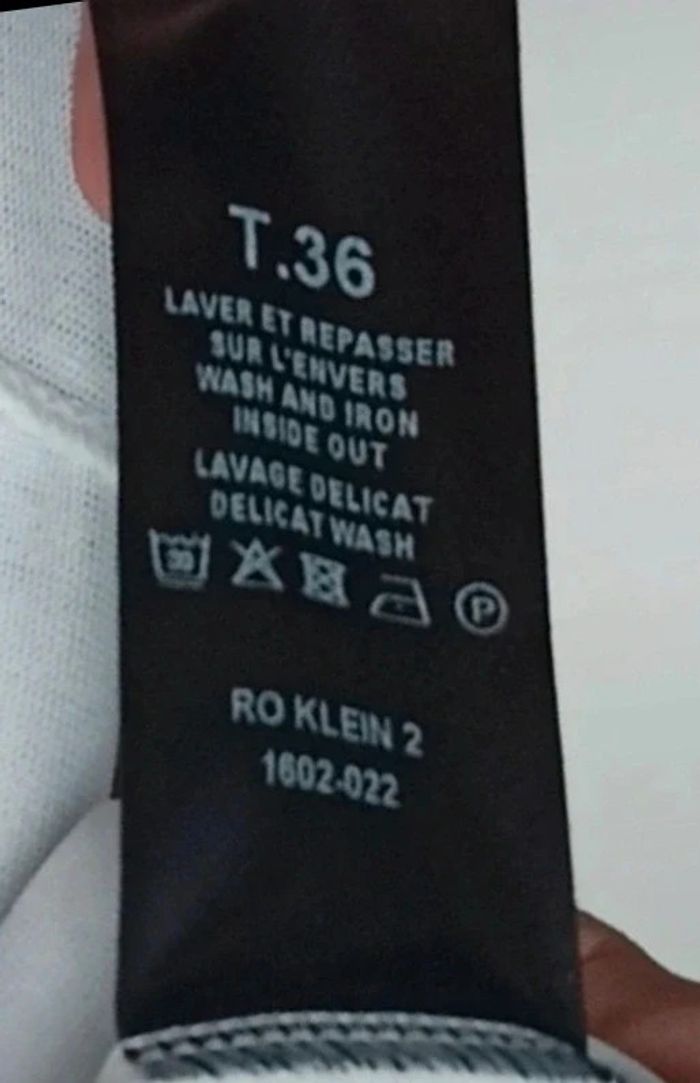 T.36
LAVER ET REPASSER
SUR L'ENVERS
WASH AND IRON
INSIDE OUT
LAVAGE DELICAT
DELICAT WASH
30 P
RO KLEIN 2
1602-022